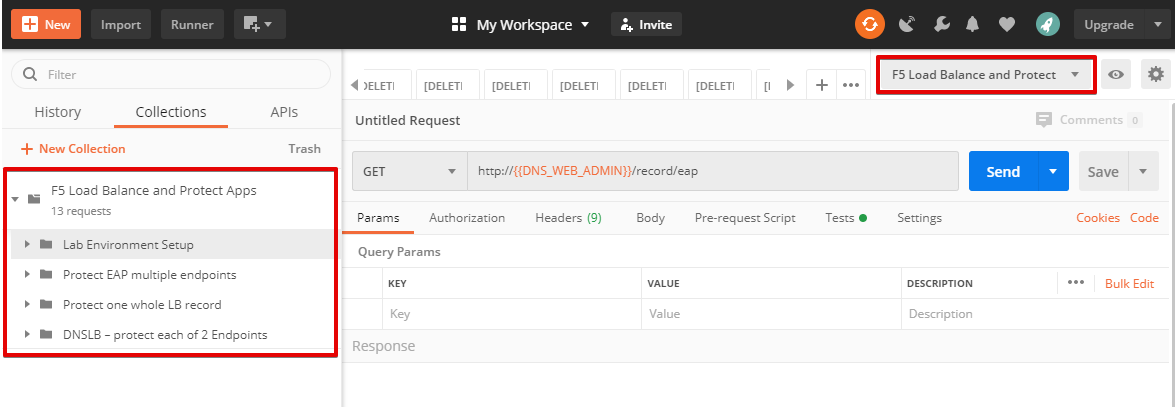 New Import Runner My Workspace Invite Upgrade
Filter
History Collections APIs
New Collection Trash
F5 Load Balance and Protect Apps
13 requests
Lab Environment Setup
Protect EAP multiple endpoints
Protect one whole LB record
DNSLB – protect each of 2 Endpoints
[DELETI [DELETI [DELETI [DELETI [DELETI F5 Load Balance and Protect
Untitled Request Comments 0
GET http://{{DNS_WEB_ADMIN}}/record/eap Send Save
Params Authorization Headers (9) Body Pre-request Script Tests Settings Cookies Code
Query Params
KEY VALUE DESCRIPTION Bulk Edit
Key Value Description
Response